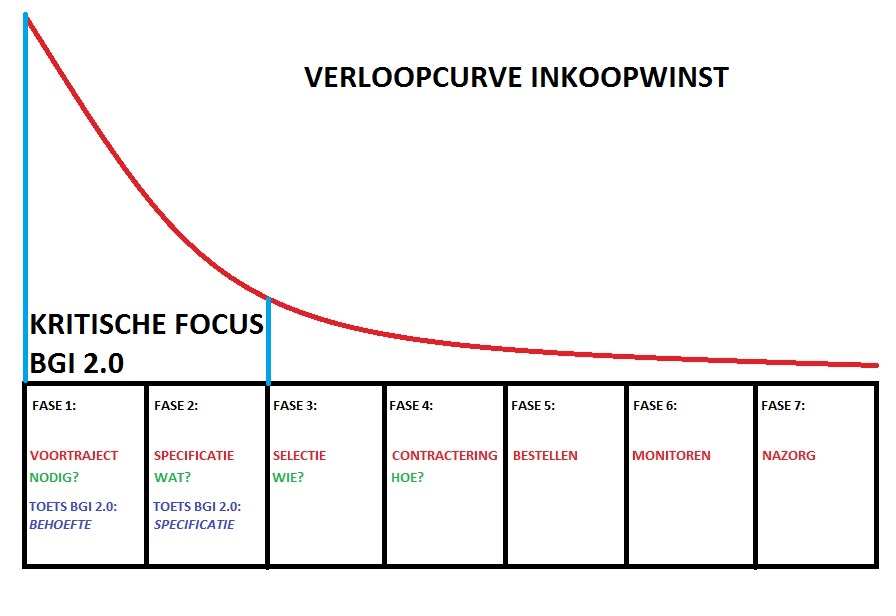 VERLOOPCURVE INKOOPWINST
KRITISCHE FOCUS
BGI 2.0
FASE 1:
VOORTRAJECT
NODIG?
TOETS BGI 2.0:
BEHOEFTE
FASE 2:
SPECIFICATIE
WAT?
TOETS BGI 2.0:
SPECIFICATIE
FASE 3:
SELECTIE
WIE?
FASE 4:
CONTRACTERING
HOE?
FASE 5:
BESTELLEN
FASE 6:
MONITOREN
FASE 7:
NAZORG